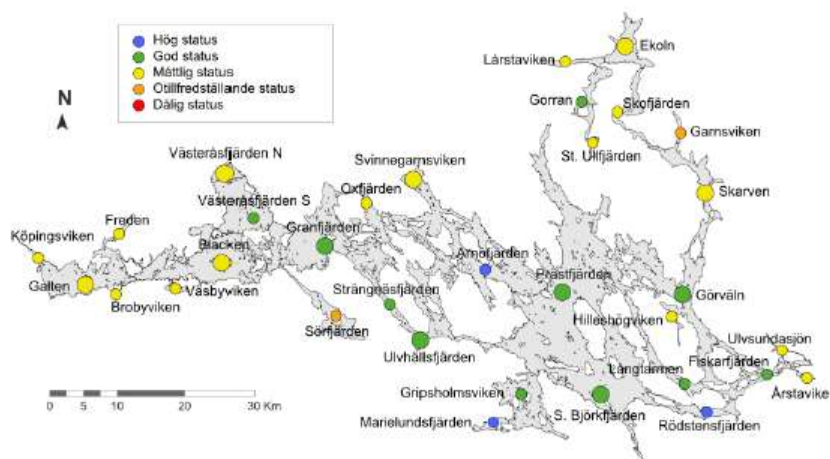 Hög status
God status
Måttlig status
Otillfredställande status
Dålig status
N
Ekoln
Lårstaviken
Gorran
Skofjärden
Garnsviken
St. Ullfjärden
Västeråsfjärden N
Svinnegarnsviken
Oxfjärden
Skarven
Västeråsfjärden S
Freden
Granfjärden
Köpingsviken
Blacken
Arnöfjärden
Prästfjärden
Galten
Strängnäsfjärden
Görväln
Brobyviken
Väsbyviken
Hilleshögviken
Sörfjärden
Ulvsundasjön
Ulvhällsfjärden
Fiskarfjärden
Långtarmen
Årstavike
Gripsholmsviken
S. Björkfjärden
Marielundsfjärden
Rödstensfjärden
0 10 20 30 Km